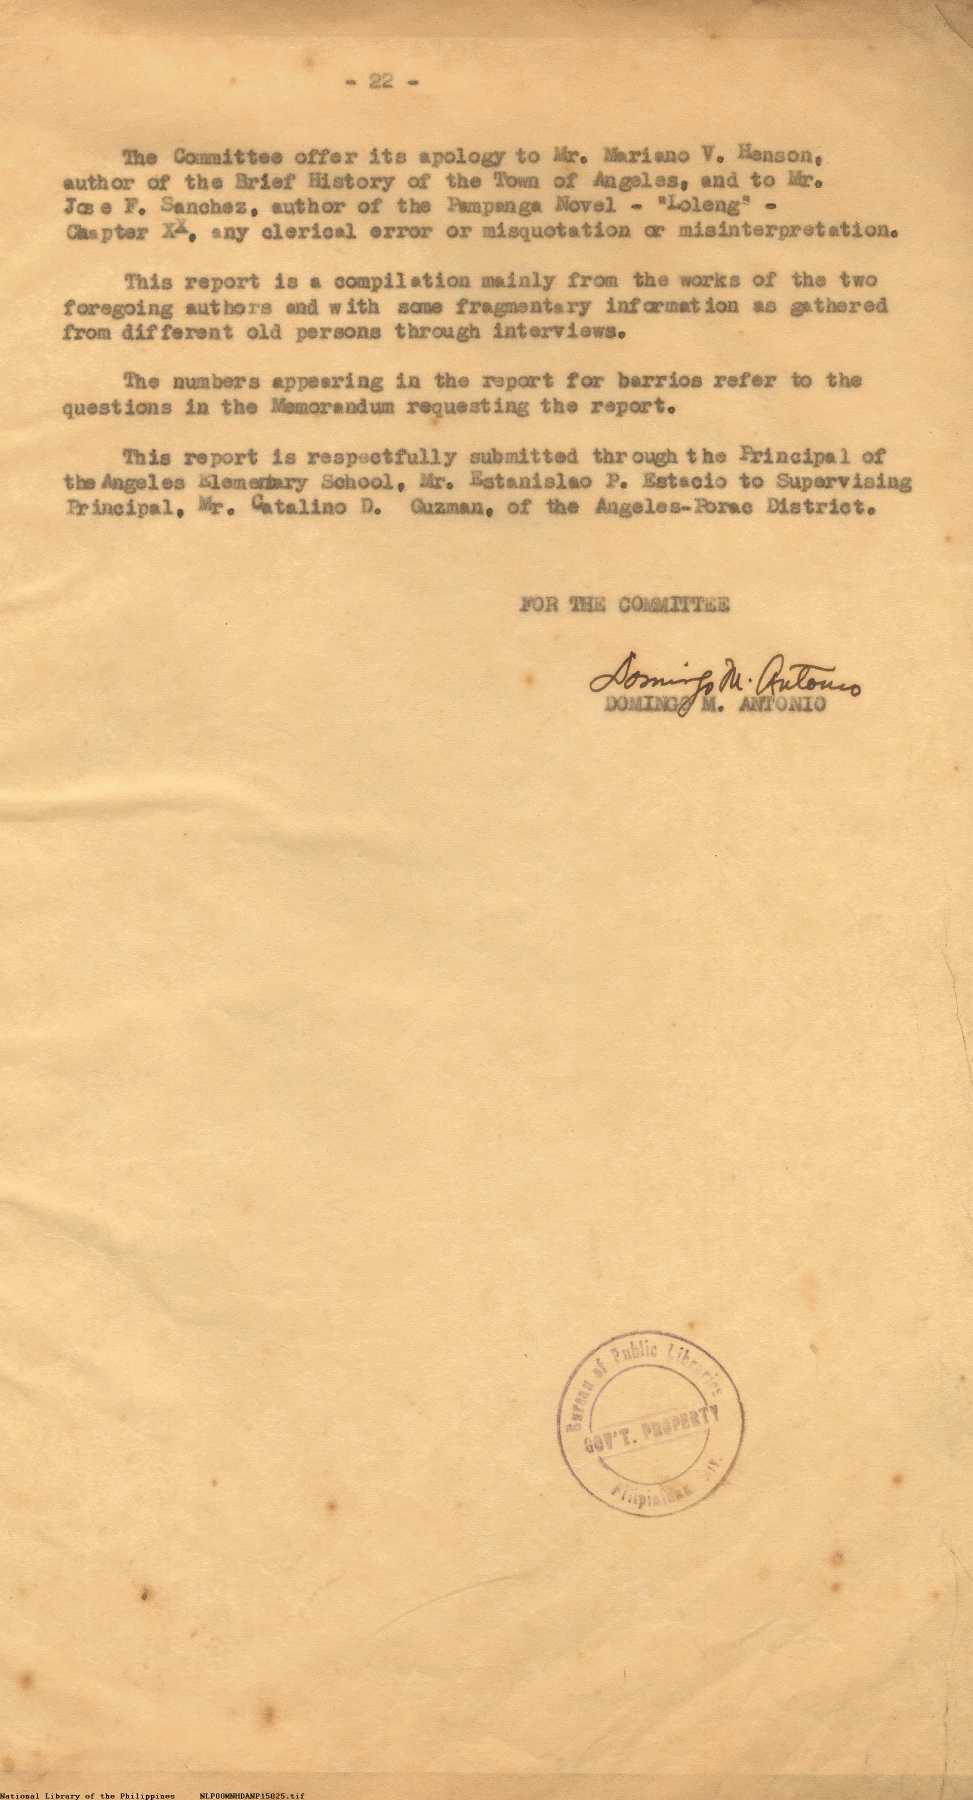 - 22 -
The Committee offer its apology to Mr. Mariano V. Henson,
author of the Brief History of the Town of Angeles, and to Mr.
Jose F. Sanchez, author of the Pampanga Novel - "Loleng" -
Chapter XX, any clerical error or misquotation or misinterpretation.
This report is a compilation mainly from the works of the two
foregoing authors and with some fragmentary information as gathered
from different old persons through interviews.
The numbers appearing in the report for barrios refer to the
questions in the Memorandum requesting the report.
This report is respectfully submitted through the Principal of
the Angeles Elementary School, Mr. Estanislao P. Estacio to Supervising
Principal, Mr. Catalino D. Guzman, of the Angeles-Porac District.
FOR THE COMMITTEE
Domingo M. Antonio
DOMINGO M. ANTONIO
Bureau of Public Libraries
GOV'T. PROPERTY
Filipiniana
National Library of the Philippines NLP00MNHDANP15025.tif